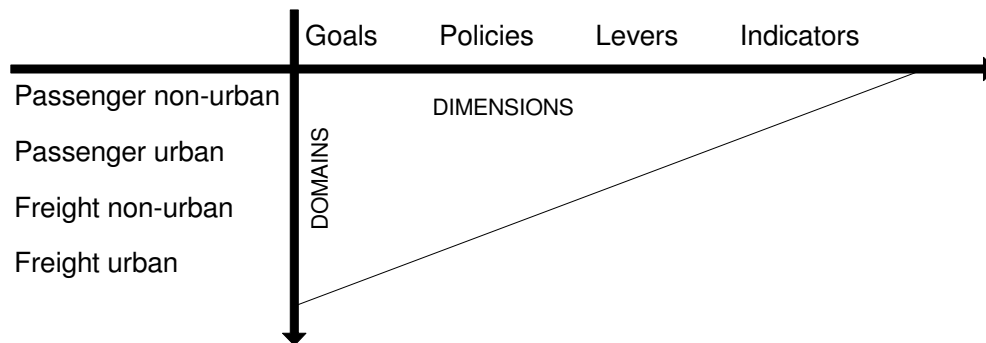 Goals Policies Levers Indicators
Passenger non-urban
DIMENSIONS
Passenger urban
DOMAINS
Freight non-urban
Freight urban